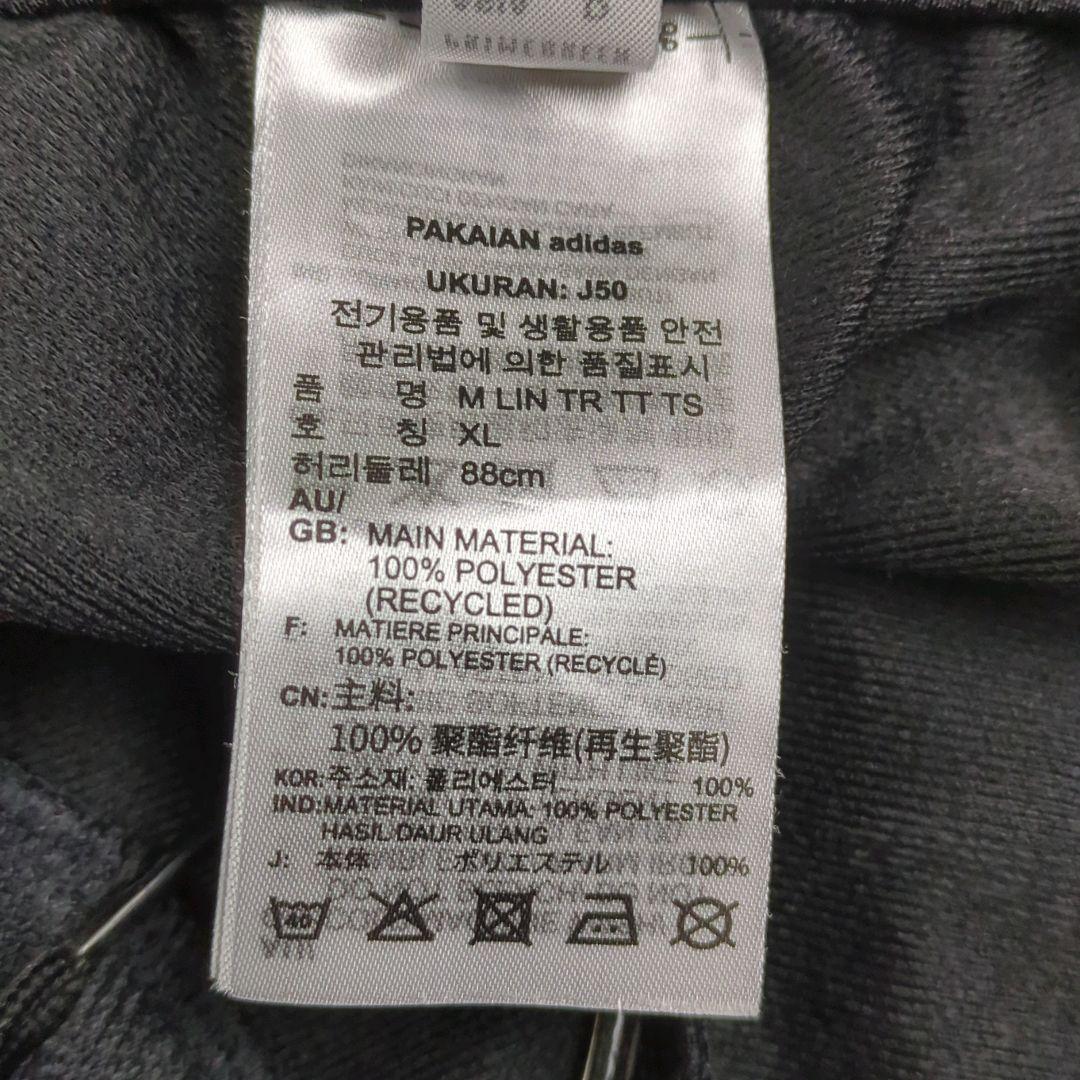 PAKAIAN adidas
UKURAN: J50
전기용품 및 생활용품 안전
관리법에 의한 품질표시
품 명 M LIN TR TT TS
호 칭 XL
허리둘레 88cm
AU/
GB: MAIN MATERIAL:
100% POLYESTER
(RECYCLED)
F: MATIERE PRINCIPALE:
100% POLYESTER (RECYCLÉ)
CN: 主料:
100% 聚酯纤维(再生聚酯)
KOR: 주소재: 폴리에스터 100%
IND: MATERIAL UTAMA: 100% POLYESTER
HASIL DAUR ULANG
J: 本体 ポリエステル 100%
40